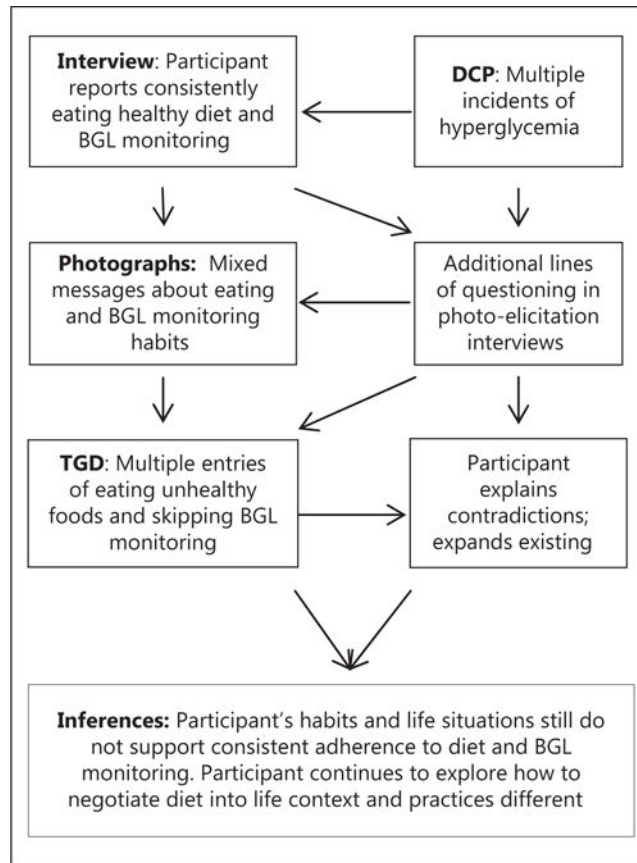 Interview: Participant
reports consistently
eating healthy diet and
BGL monitoring
DCP: Multiple
incidents of
hyperglycemia
Photographs: Mixed
messages about eating
and BGL monitoring
habits
Additional lines
of questioning in
photo-elicitation
interviews
TGD: Multiple entries
of eating unhealthy
foods and skipping BGL
monitoring
Participant
explains
contradictions;
expands existing
Inferences: Participant's habits and life situations still do
not support consistent adherence to diet and BGL
monitoring. Participant continues to explore how to
negotiate diet into life context and practices different